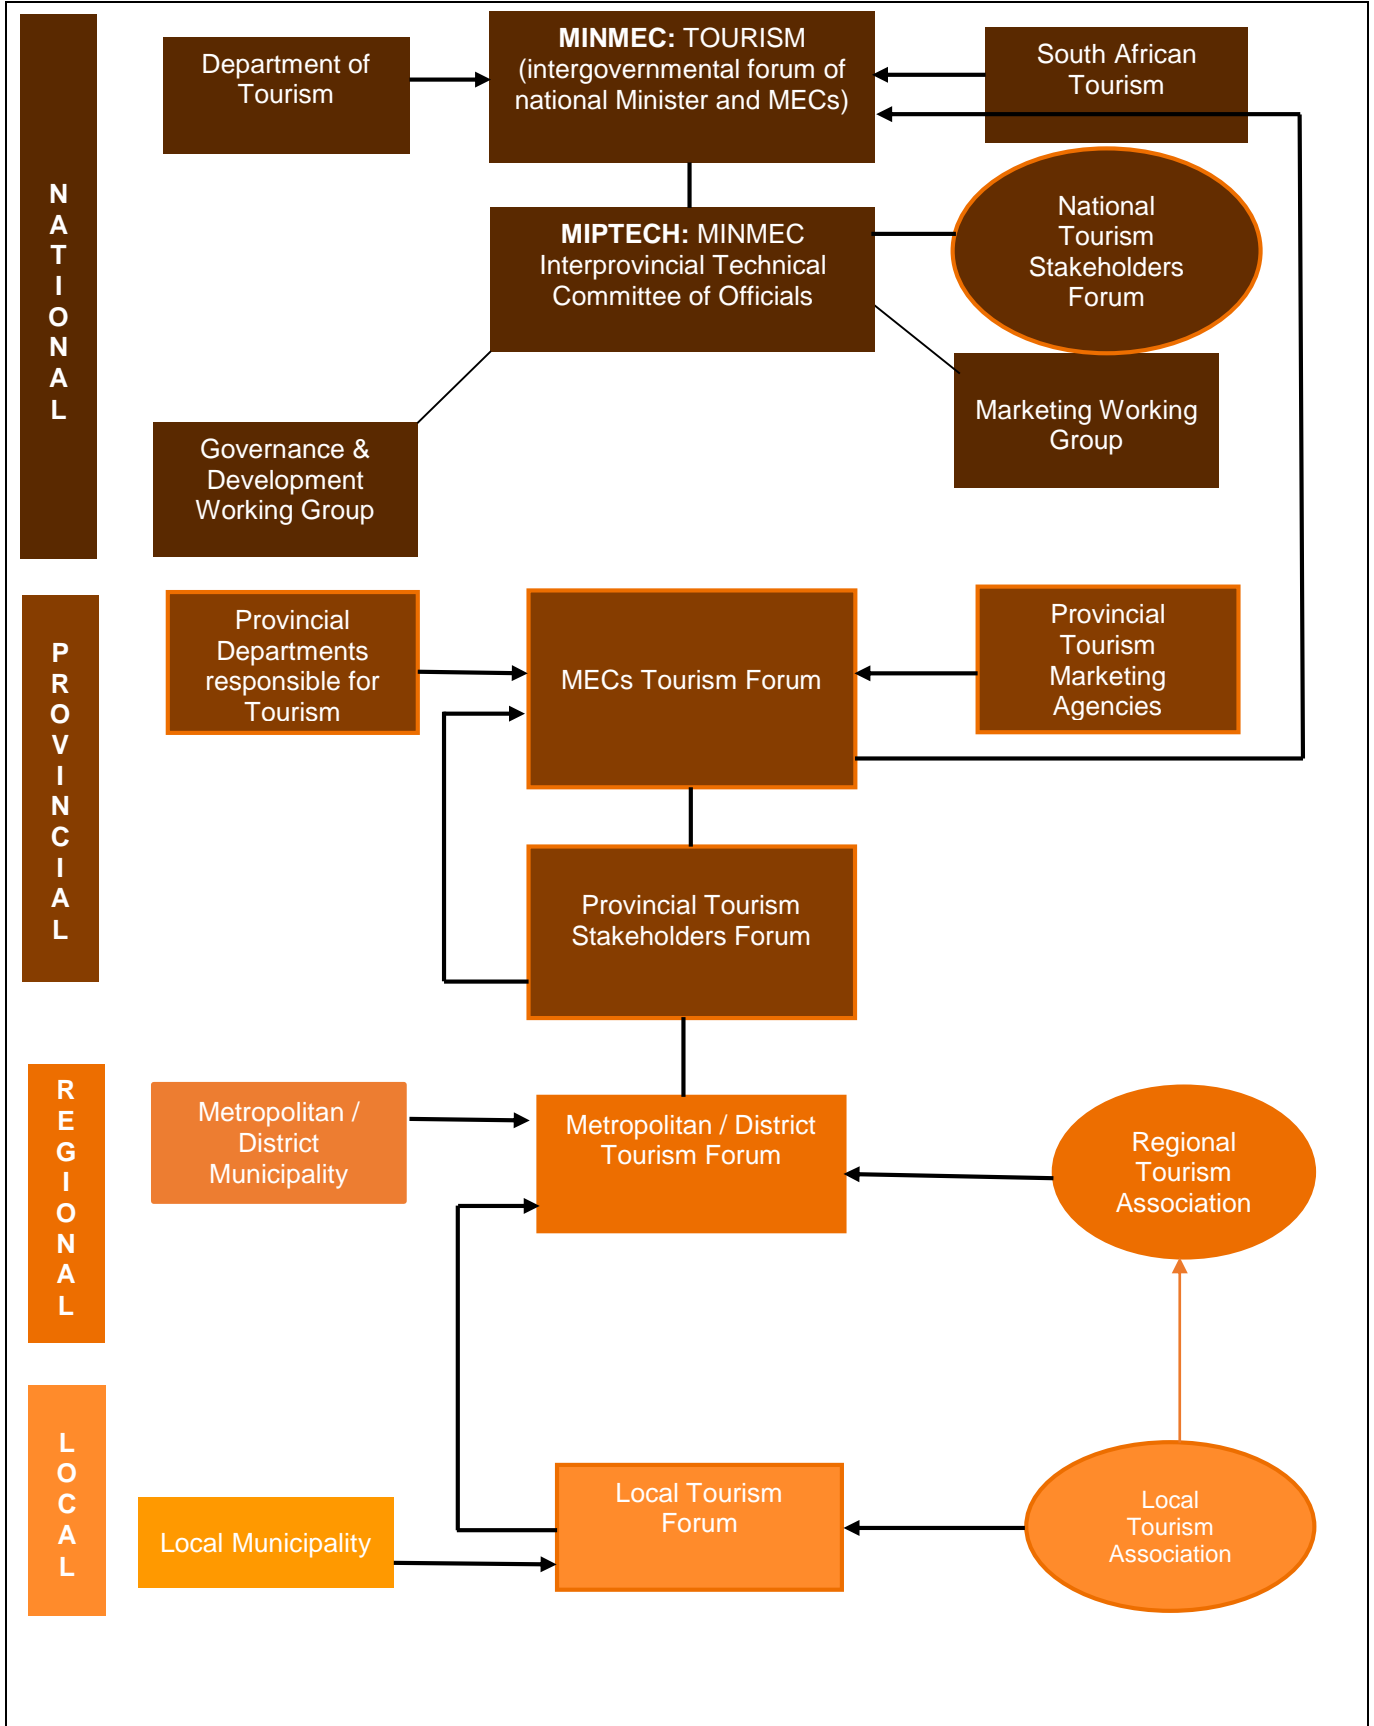 N
A
T
I
O
N
A
L
Department of
Tourism
MINMEC: TOURISM
(intergovernmental forum of
national Minister and MECs)
South African
Tourism
MIPTECH: MINMEC
Interprovincial Technical
Committee of Officials
National
Tourism
Stakeholders
Forum
Marketing Working
Group
Governance &
Development
Working Group
P
R
O
V
I
N
C
I
A
L
Provincial
Departments
responsible for
Tourism
MECs Tourism Forum
Provincial
Tourism
Marketing
Agencies
Provincial Tourism
Stakeholders Forum
R
E
G
I
O
N
A
L
Metropolitan /
District
Municipality
Metropolitan / District
Tourism Forum
Regional
Tourism
Association
L
O
C
A
L
Local Municipality
Local Tourism
Forum
Local
Tourism
Association